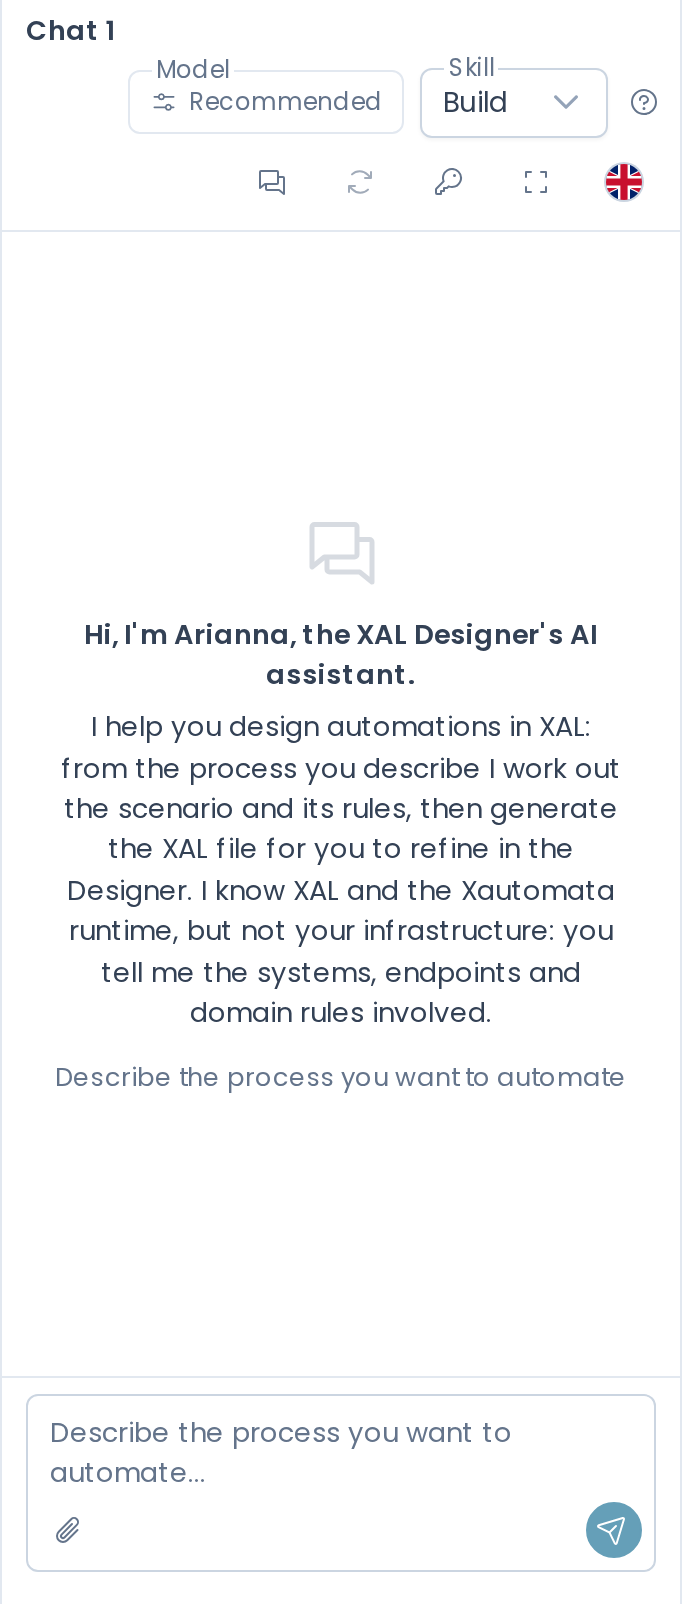 Chat 1
Model
Recommended
Skill
Build
Hi, I'm Arianna, the XAL Designer's AI
assistant.
I help you design automations in XAL:
from the process you describe I work out
the scenario and its rules, then generate
the XAL file for you to refine in the
Designer. I know XAL and the Xautomata
runtime, but not your infrastructure: you
tell me the systems, endpoints and
domain rules involved.
Describe the process you want to automate
Describe the process you want to
automate...